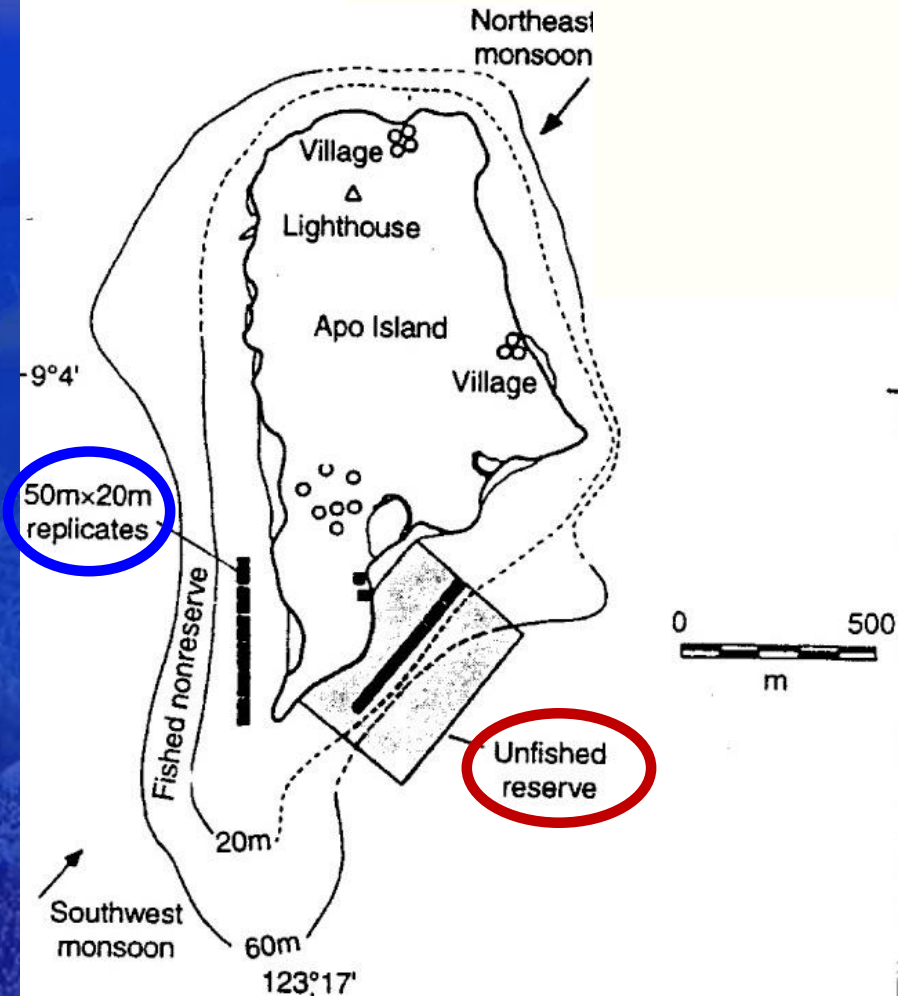 Northeast
monsoon
Village
Lighthouse
Apo Island
Village
9°4'
50m×20m
replicates
Fished nonreserve
0 500
m
Unfished
reserve
20m
Southwest
monsoon
60m
123°17'